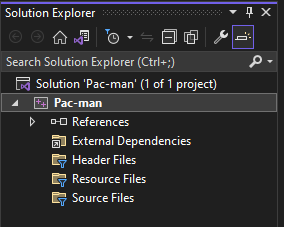 Solution Explorer
Search Solution Explorer (Ctrl+;)
Solution 'Pac-man' (1 of 1 project)
Pac-man
References
External Dependencies
Header Files
Resource Files
Source Files